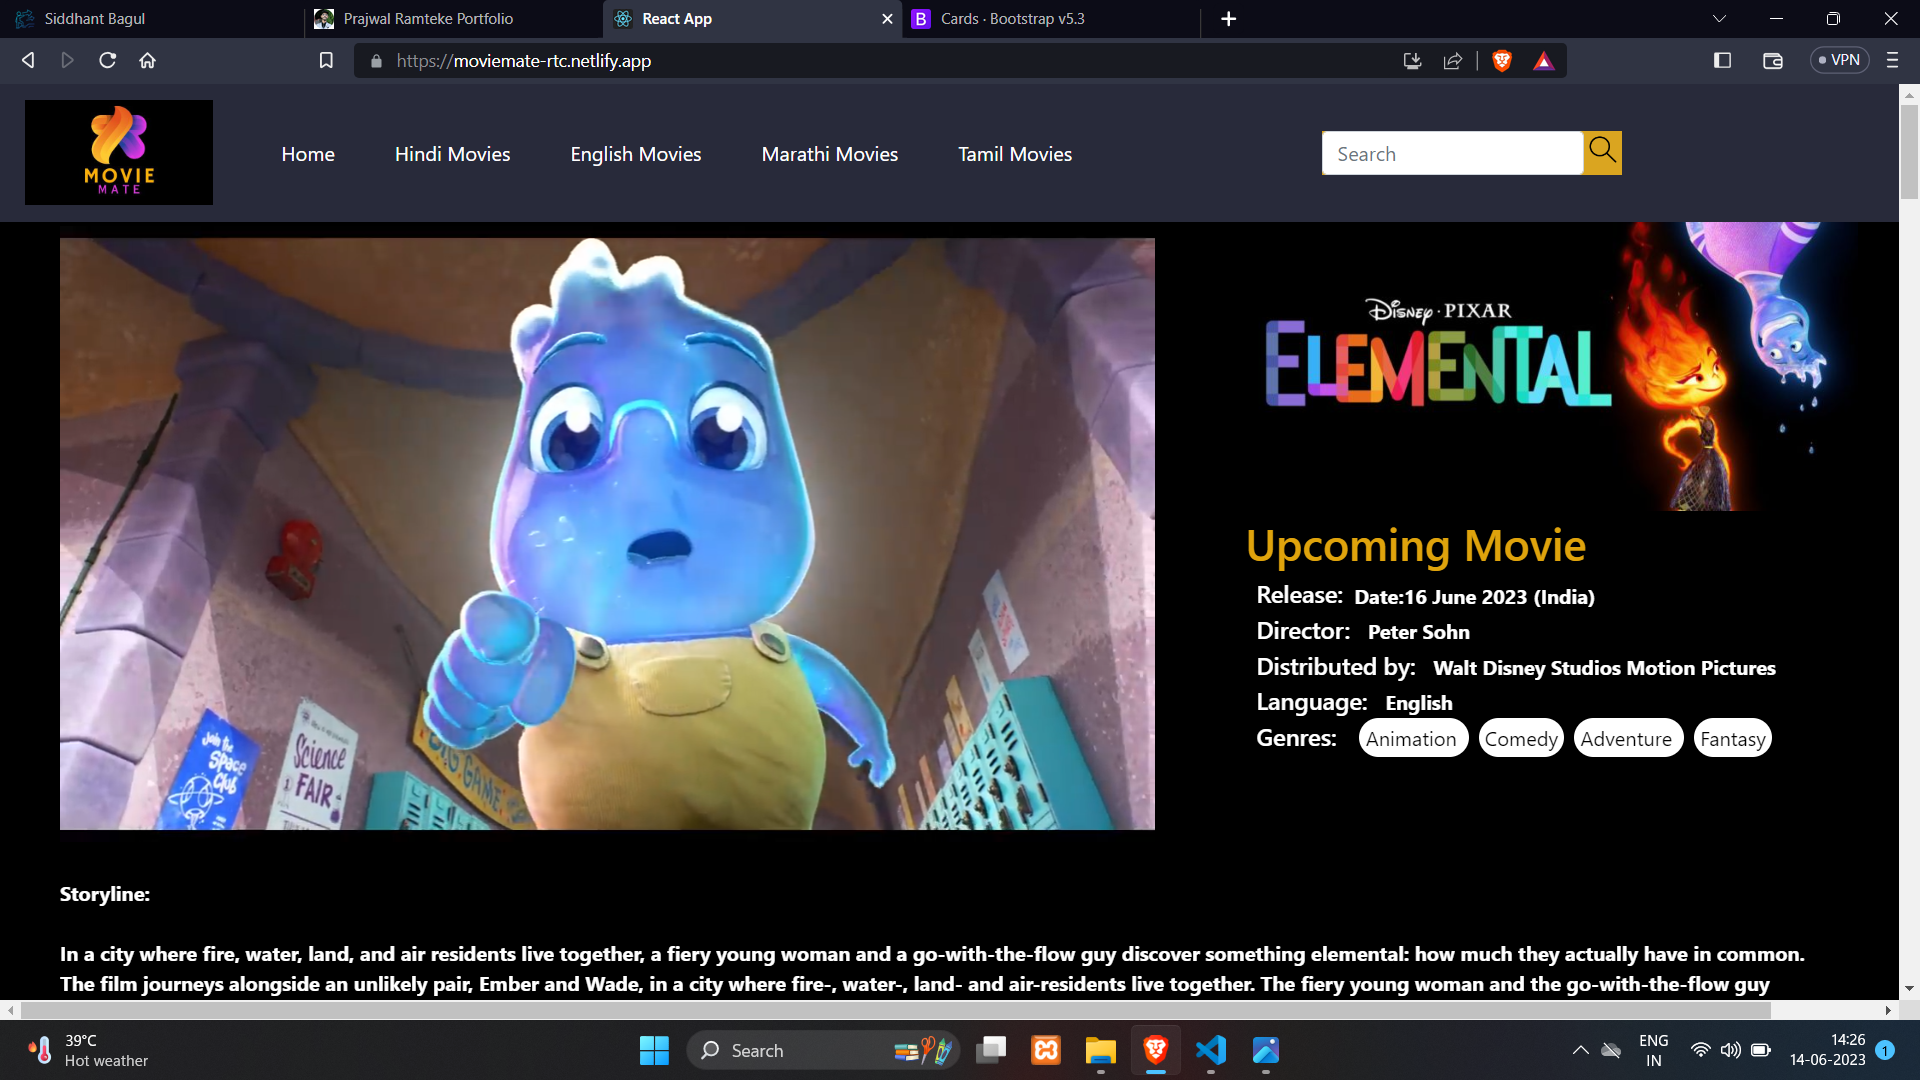 Siddhant Bagul
Prajwal Ramteke Portfolio
React App
Cards · Bootstrap v5.3
https://moviemate-rtc.netlify.app
VPN
MOVIE
MATE
Home
Hindi Movies
English Movies
Marathi Movies
Tamil Movies
Search
Disney · PIXAR
ELEMENTAL
Upcoming Movie
Release: Date:16 June 2023 (India)
Director: Peter Sohn
Distributed by: Walt Disney Studios Motion Pictures
Language: English
Genres: Animation Comedy Adventure Fantasy
Join the
SPACE
Club
Science
FAIR
BIG GAME
Storyline:
In a city where fire, water, land, and air residents live together, a fiery young woman and a go-with-the-flow guy discover something elemental: how much they actually have in common.
The film journeys alongside an unlikely pair, Ember and Wade, in a city where fire-, water-, land- and air-residents live together. The fiery young woman and the go-with-the-flow guy
39°C
Hot weather
Search
ENG
IN
14:26
14-06-2023
1